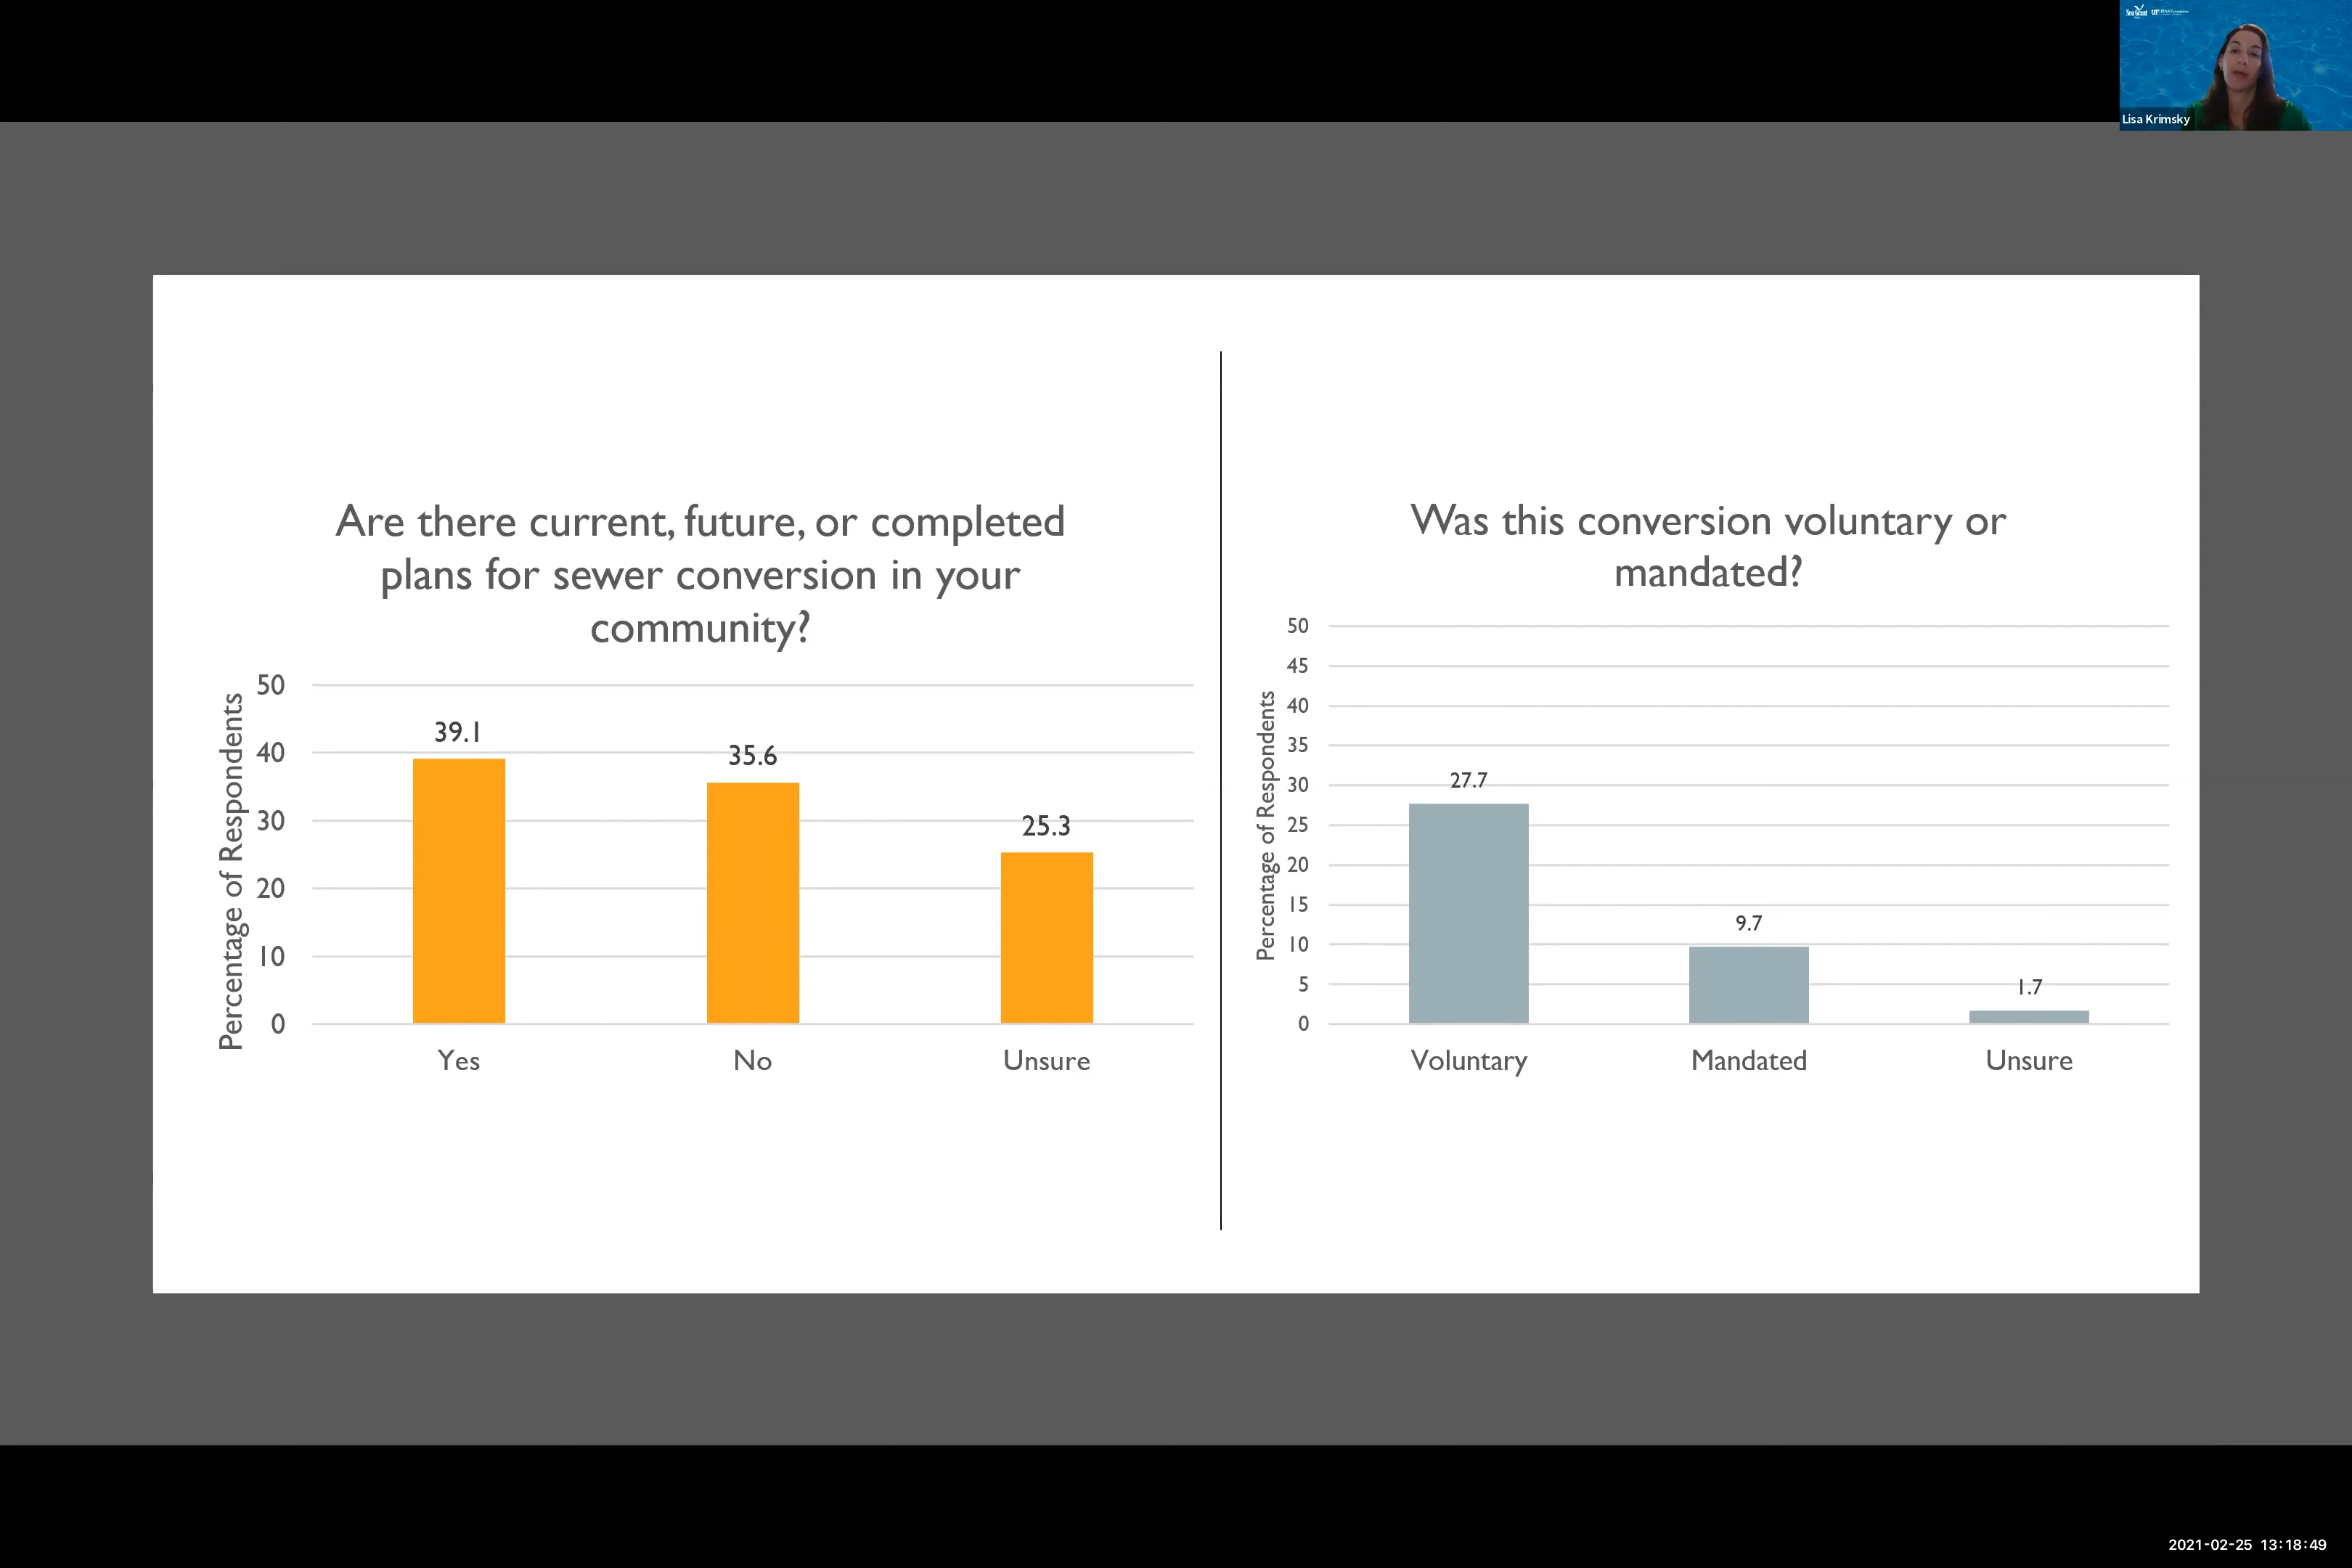 Sea Grant UF
Lisa Krimsky
Are there current, future, or completed
plans for sewer conversion in your
community?
Percentage of Respondents
50
40
30
20
10
0
39.1
35.6
25.3
Yes
No
Unsure
Was this conversion voluntary or
mandated?
Percentage of Respondents
50
45
40
35
30
25
20
15
10
5
0
27.7
9.7
1.7
Voluntary
Mandated
Unsure
2021-02-25 13:18:49